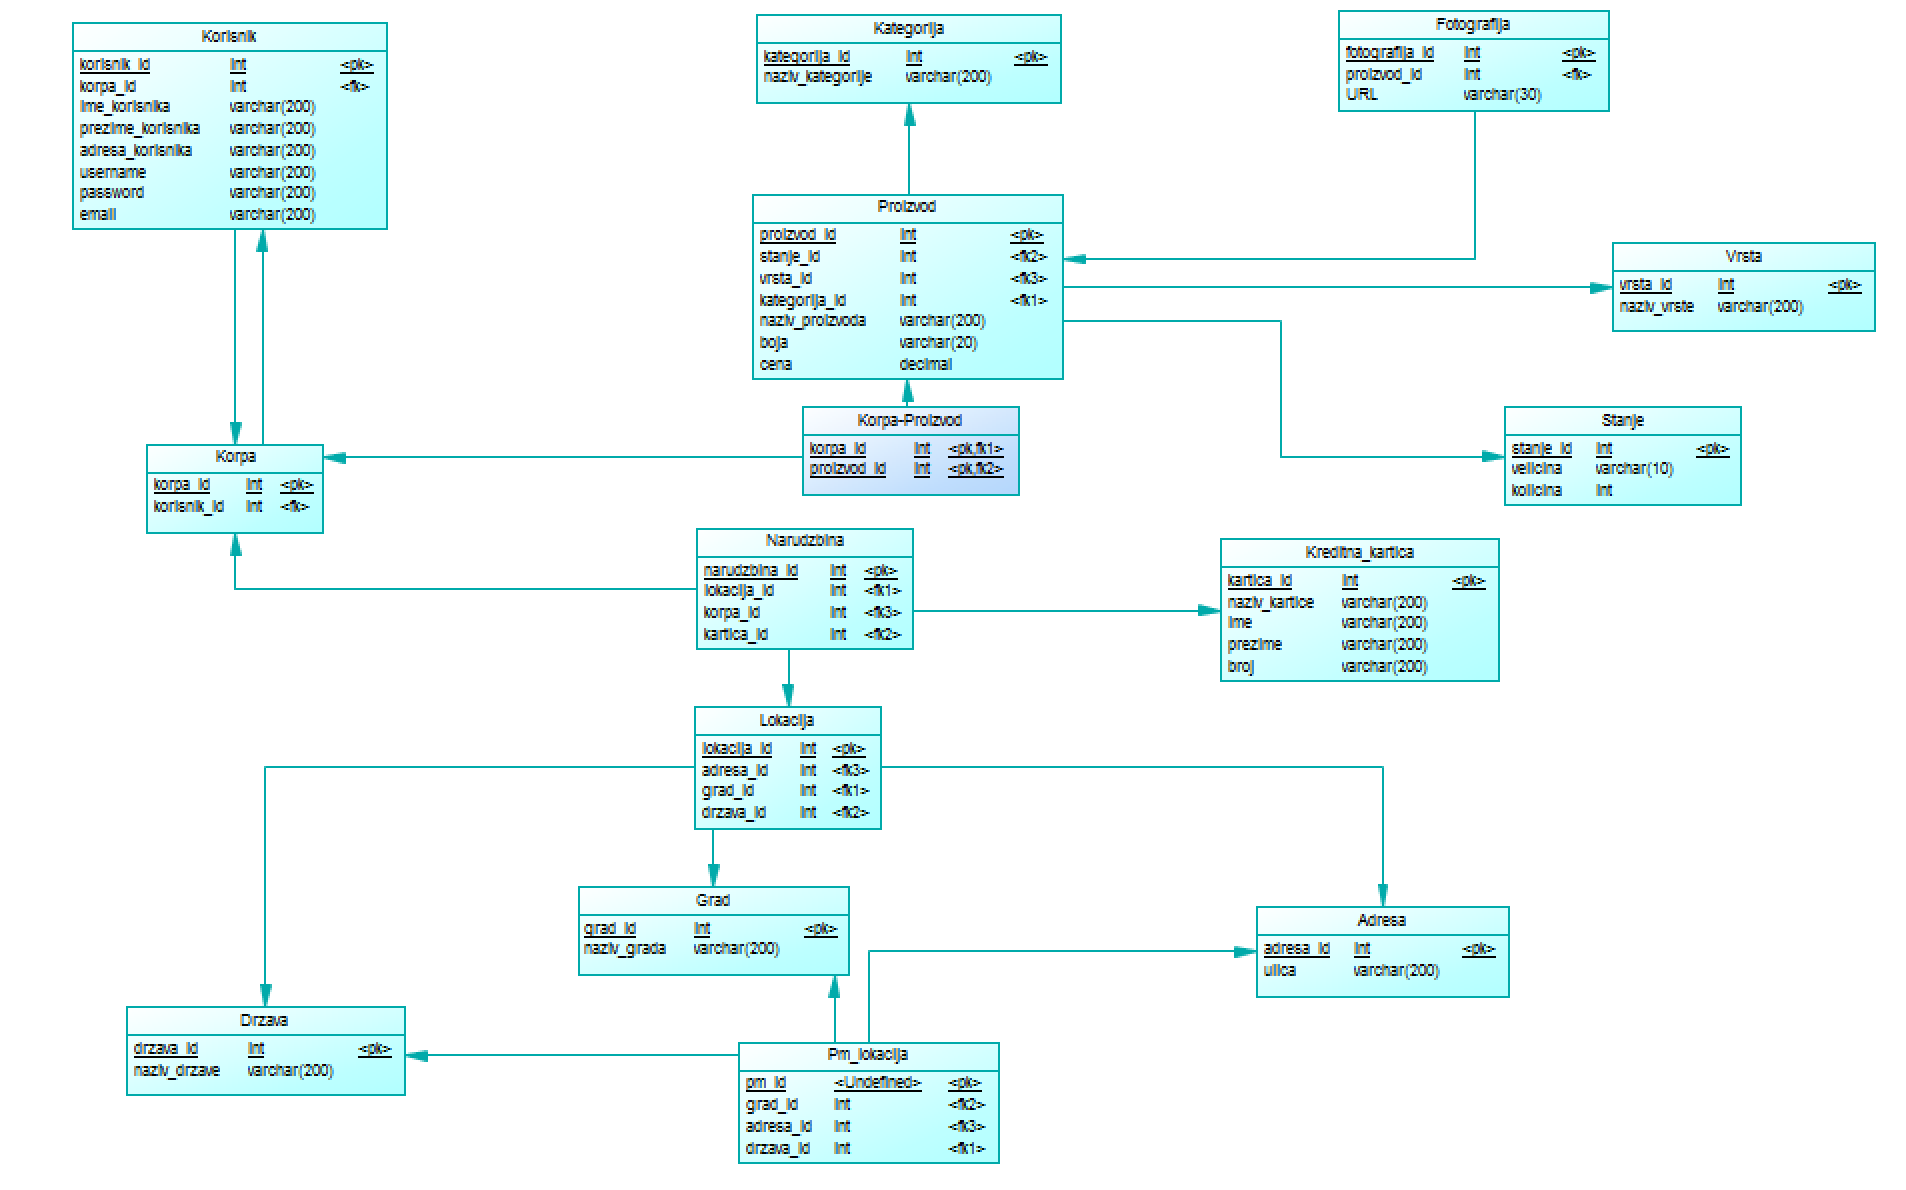 Korisnik
korisnik_id int <pk>
korpa_id int <fk>
ime_korisnika varchar(200)
prezime_korisnika varchar(200)
adresa_korisnika varchar(200)
username varchar(200)
password varchar(200)
email varchar(200)
Kategorija
kategorija_id int <pk>
naziv_kategorije varchar(200)
Fotografija
fotografija_id int <pk>
proizvod_id int <fk>
URL varchar(30)
Proizvod
proizvod_id int <pk>
stanje_id int <fk2>
vrsta_id int <fk3>
kategorija_id int <fk1>
naziv_proizvoda varchar(200)
boja varchar(20)
cena decimal
Vrsta
vrsta_id int <pk>
naziv_vrste varchar(200)
Korpa-Proizvod
korpa_id int <pk,fk1>
proizvod_id int <pk,fk2>
Stanje
stanje_id int <pk>
velicina varchar(10)
kolicina int
Korpa
korpa_id int <pk>
korisnik_id int <fk>
Narudzbina
narudzbina_id int <pk>
lokacija_id int <fk1>
korpa_id int <fk3>
kartica_id int <fk2>
Kreditna_kartica
kartica_id int <pk>
naziv_kartice varchar(200)
ime varchar(200)
prezime varchar(200)
broj varchar(200)
Lokacija
lokacija_id int <pk>
adresa_id int <fk3>
grad_id int <fk1>
drzava_id int <fk2>
Grad
grad_id int <pk>
naziv_grada varchar(200)
Adresa
adresa_id int <pk>
ulica varchar(200)
Drzava
drzava_id int <pk>
naziv_drzave varchar(200)
Pm_lokacija
pm_id <Undefined> <pk>
grad_id int <fk2>
adresa_id int <fk3>
drzava_id int <fk1>